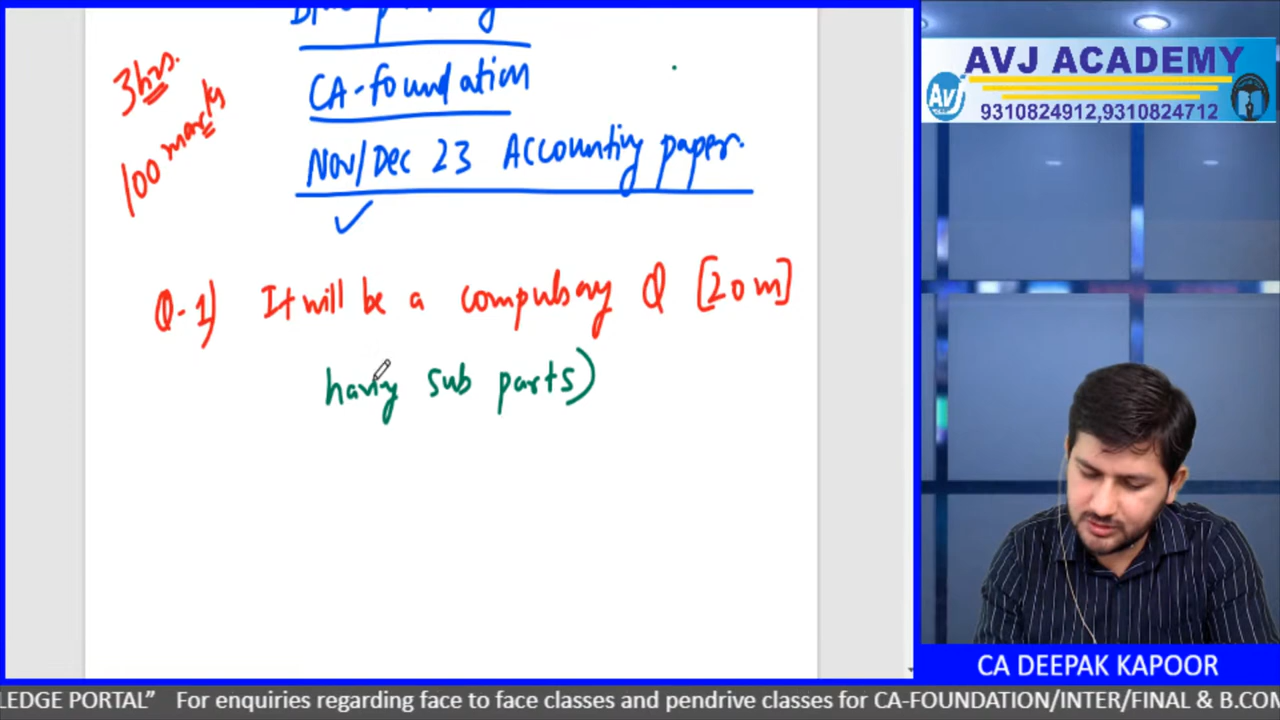 3hrs.
100 marks
CA-foundation
Nov/Dec 23 Accounting paper.
Q-1) It will be a compulsory Q [20m]
having sub parts)
AVJ ACADEMY
AV
9310824912,9310824712
CA DEEPAK KAPOOR
LEDGE PORTAL" For enquiries regarding face to face classes and pendrive classes for CA-FOUNDATION/INTER/FINAL & B.COM